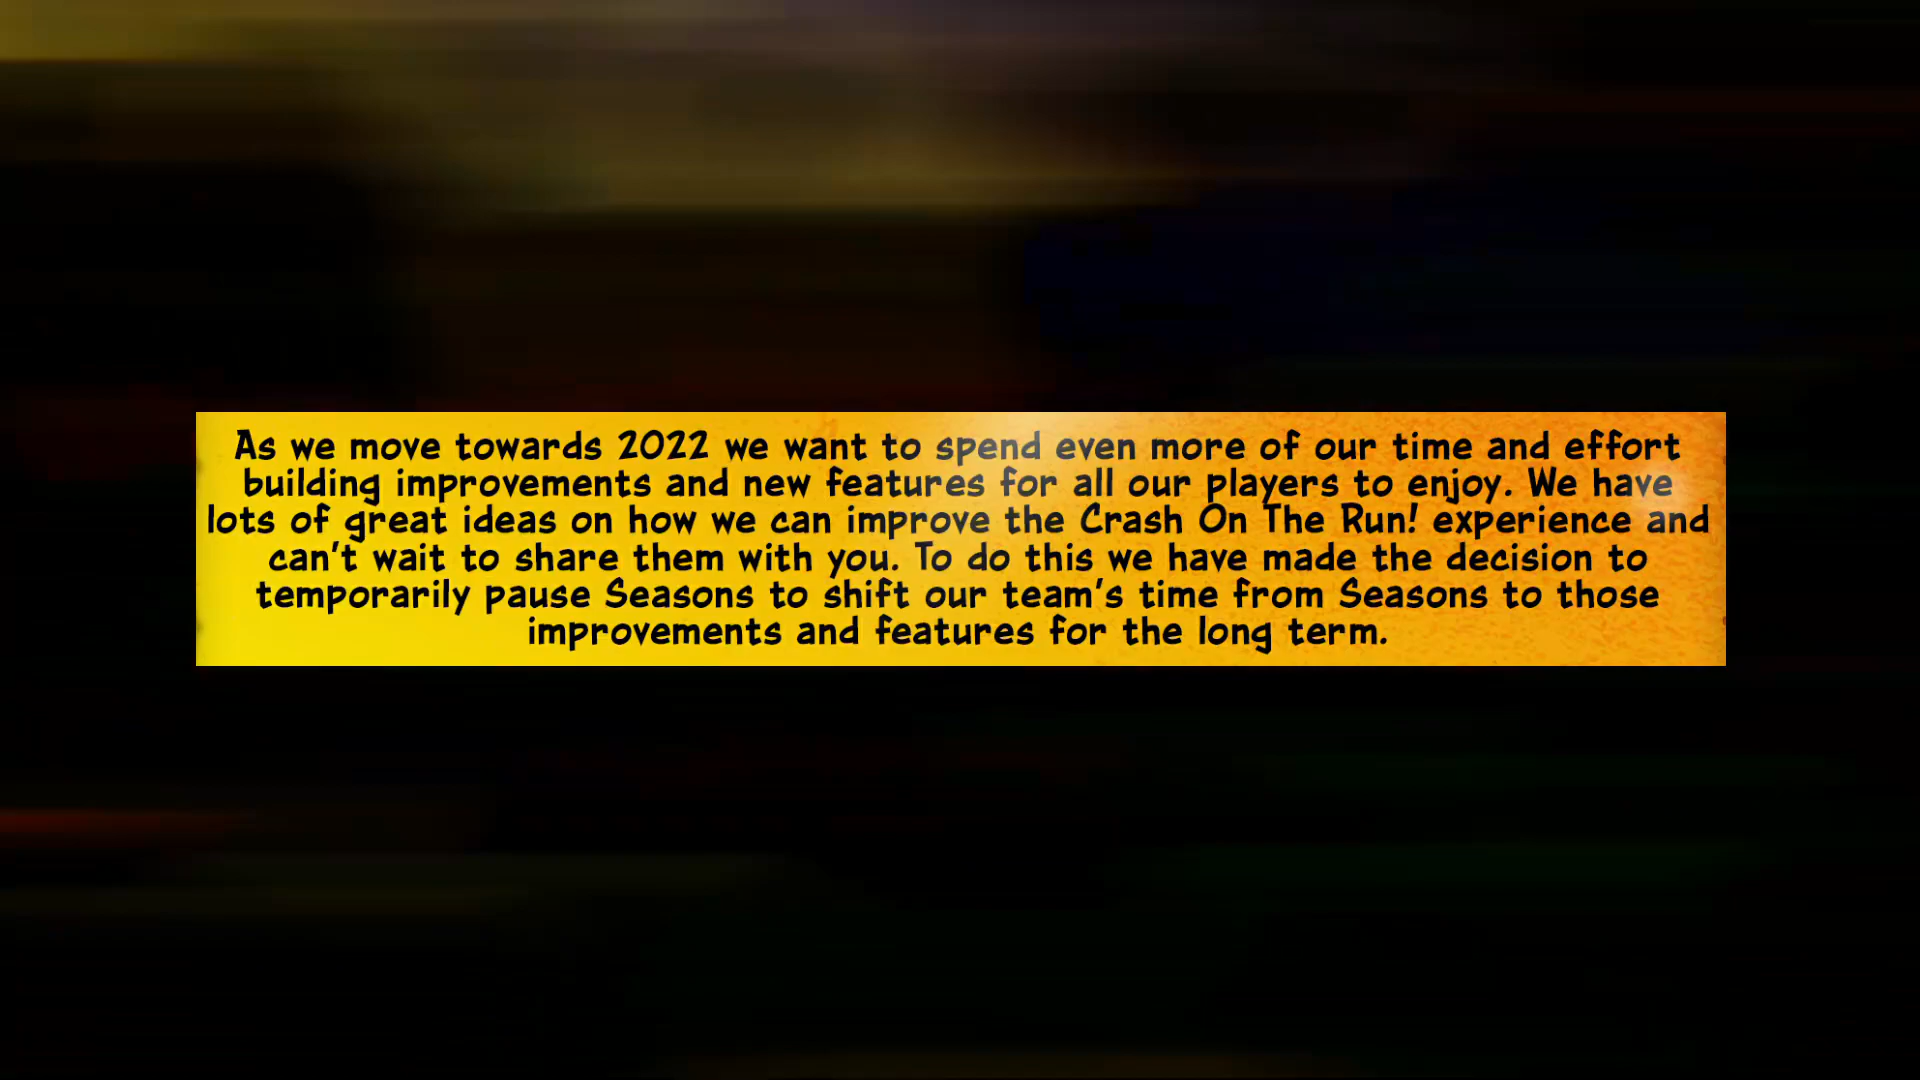 As we move towards 2022 we want to spend even more of our time and effort
building improvements and new features for all our players to enjoy. We have
lots of great ideas on how we can improve the Crash On The Run! experience and
can't wait to share them with you. To do this we have made the decision to
temporarily pause Seasons to shift our team's time from Seasons to those
improvements and features for the long term.